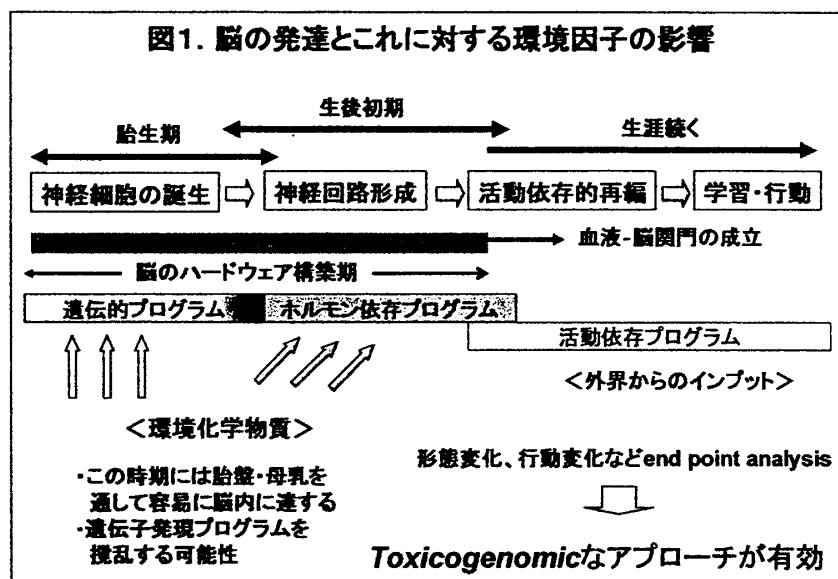 図1. 脳の発達とこれに対する環境因子の影響
生後初期
胎生期
生涯続く
神経細胞の誕生
神経回路形成
活動依存的再編
学習・行動
血液-脳関門の成立
脳のハードウェア構築期
遺伝的プログラム
ホルモン依存プログラム
活動依存プログラム
＜外界からのインプット＞
＜環境化学物質＞
・この時期には胎盤・母乳を
通して容易に脳内に達する
・遺伝子発現プログラムを
撹乱する可能性
形態変化、行動変化などend point analysis
Toxicogenomicなアプローチが有効